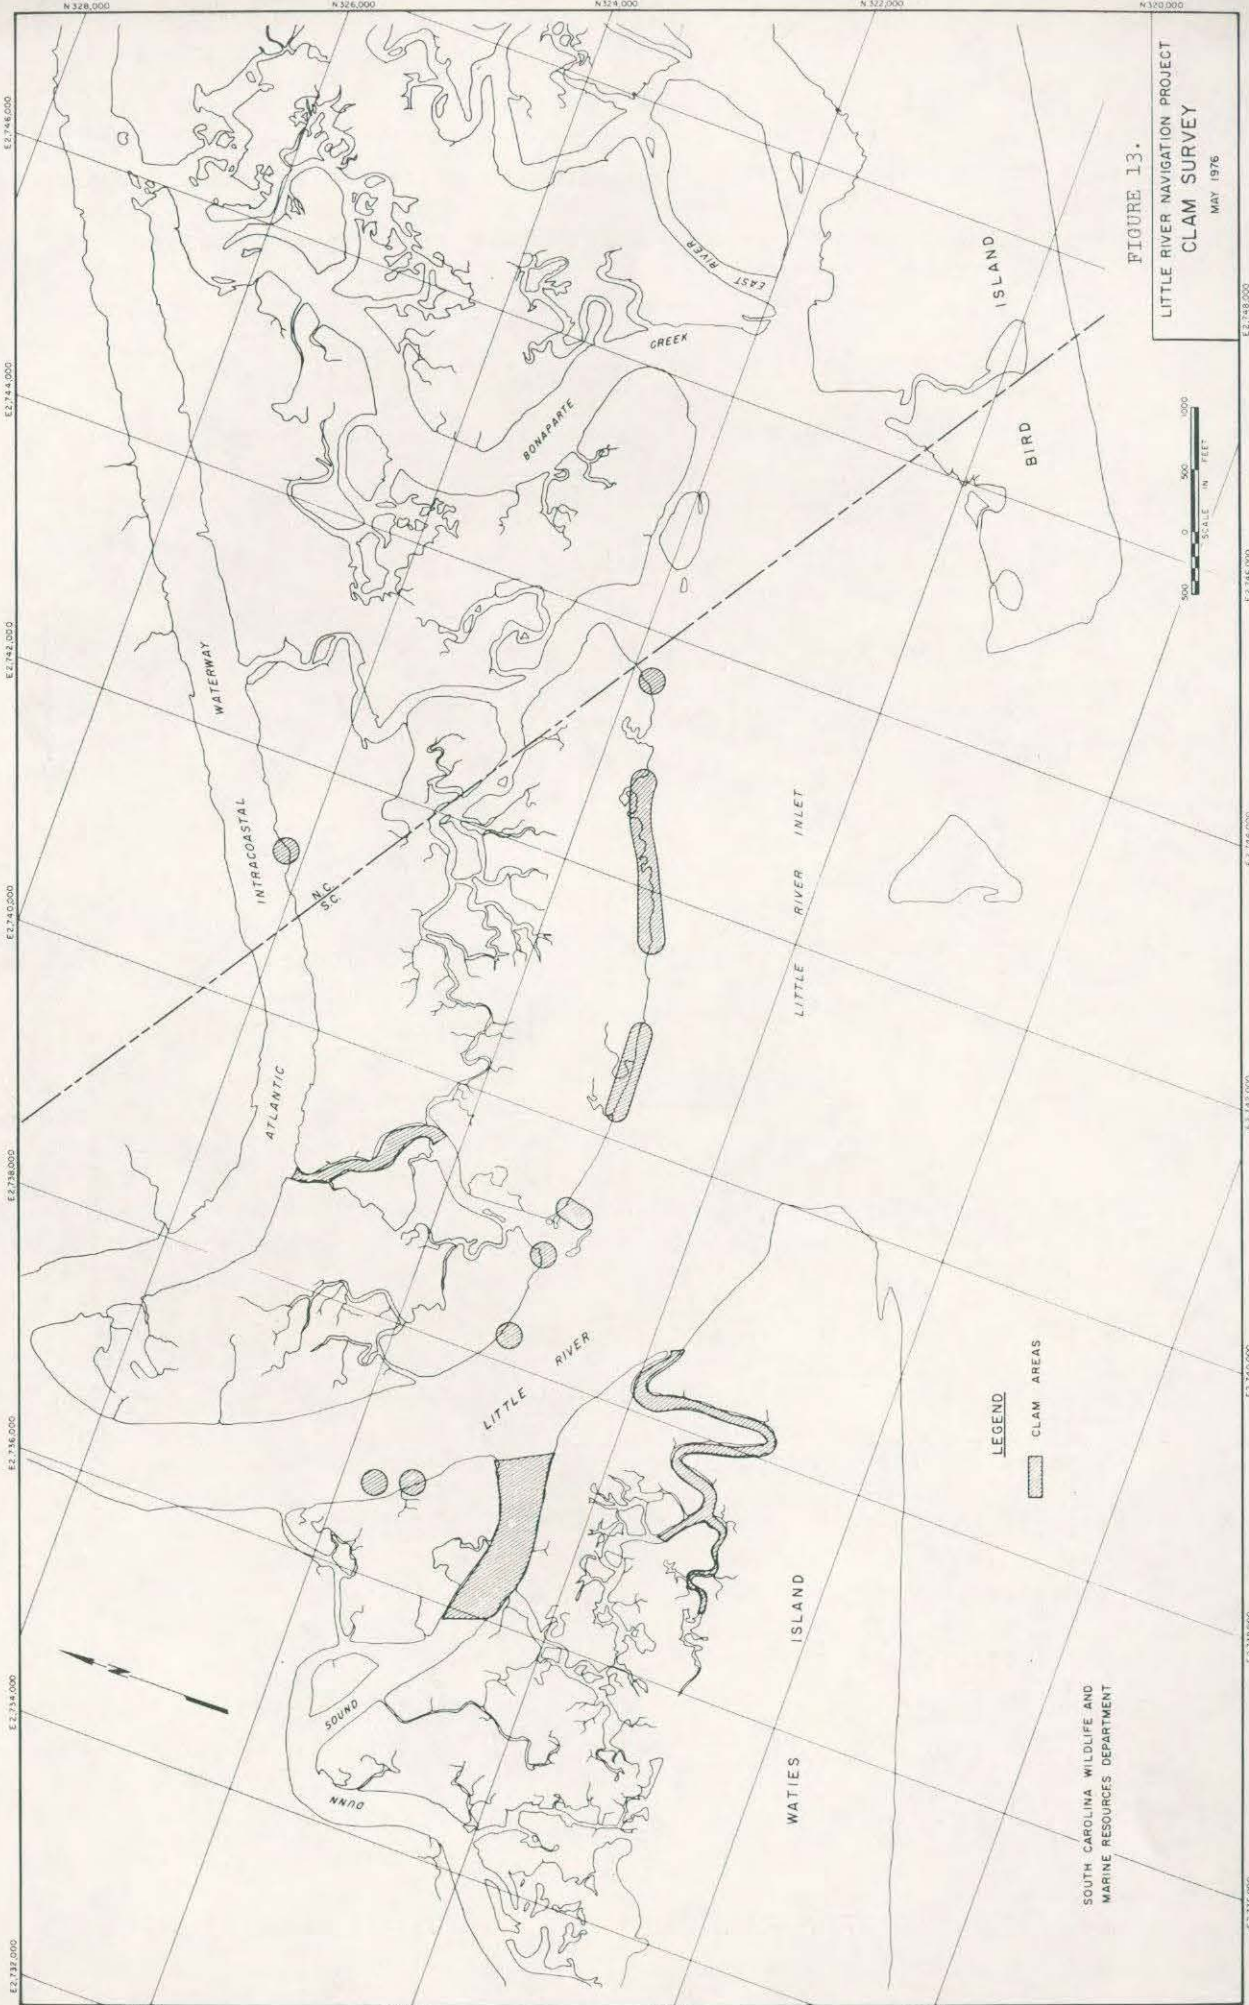 FIGURE 13.
LITTLE RIVER NAVIGATION PROJECT
CLAM SURVEY
MAY 1976
N 328,000
N 326,000
N 324,000
N 322,000
N 320,000
E 2,746,000
E 2,744,000
E 2,742,000
E 2,740,000
E 2,738,000
E 2,736,000
E 2,734,000
E 2,732,000
E 2,748,000
ATLANTIC
INTRACOASTAL
WATERWAY
N.C.
S.C.
BONAPARTE
CREEK
EAST RIVER
BIRD
ISLAND
LITTLE RIVER INLET
LITTLE RIVER
DUNN
SOUND
WATIES
ISLAND
N
500 0 500 1000
SCALE IN FEET
LEGEND
CLAM AREAS
SOUTH CAROLINA WILDLIFE AND
MARINE RESOURCES DEPARTMENT